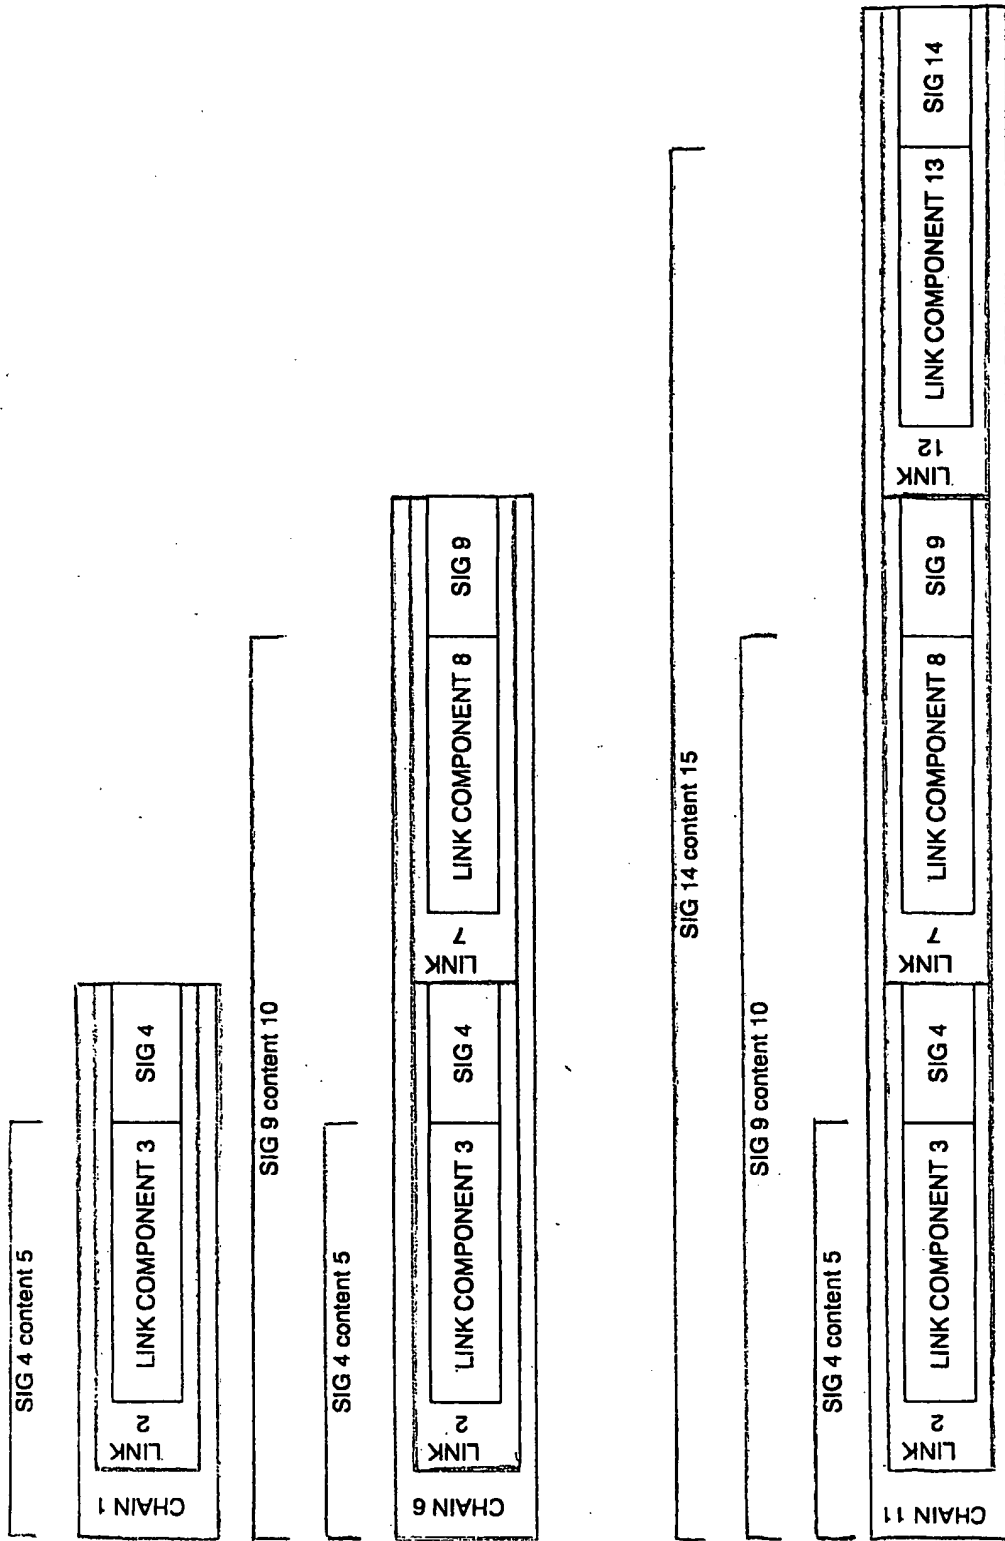 SIG 4 content 5
CHAIN 1
LINK 2
LINK COMPONENT 3
SIG 4
SIG 9 content 10
SIG 4 content 5
CHAIN 6
LINK 2
LINK COMPONENT 3
SIG 4
LINK 7
LINK COMPONENT 8
SIG 9
SIG 14 content 15
SIG 9 content 10
SIG 4 content 5
CHAIN 11
LINK 2
LINK COMPONENT 3
SIG 4
LINK 7
LINK COMPONENT 8
SIG 9
LINK 12
LINK COMPONENT 13
SIG 14